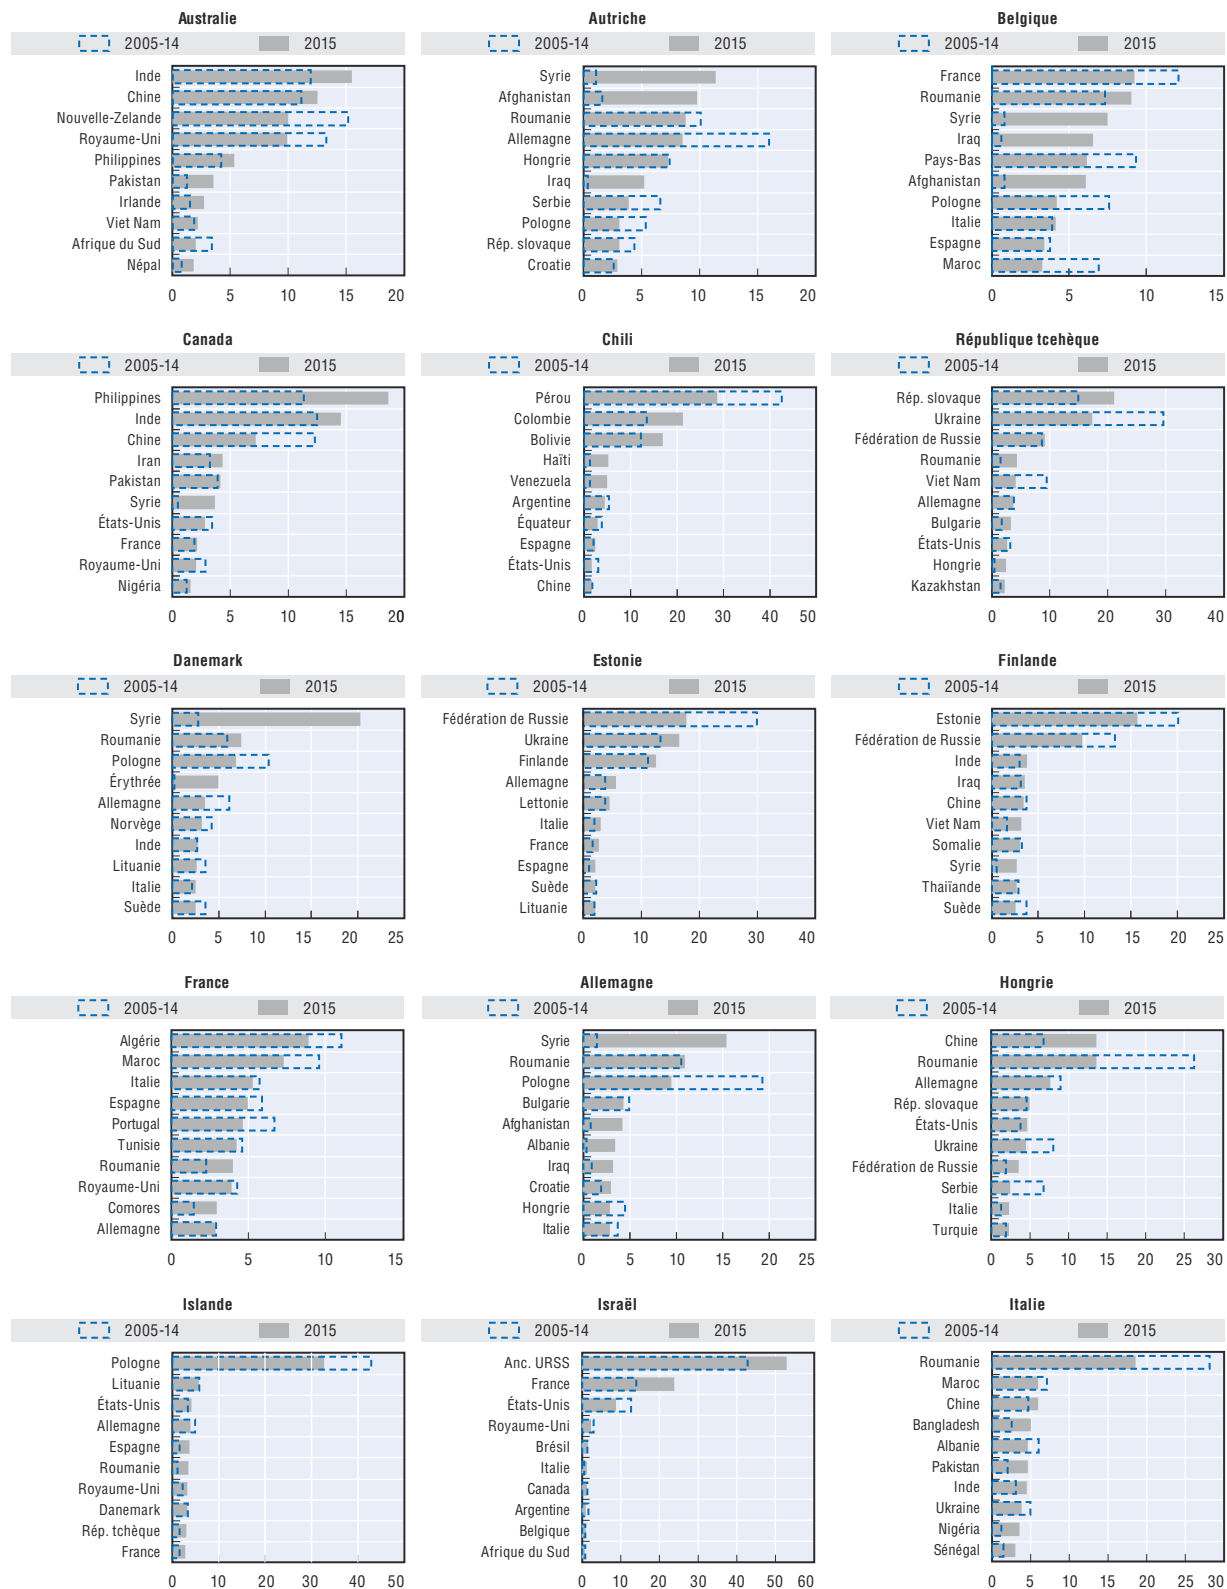 Australie
2005-14 2015
Inde
Chine
Nouvelle-Zelande
Royaume-Uni
Philippines
Pakistan
Irlande
Viet Nam
Afrique du Sud
Népal
0 5 10 15 20
Autriche
2005-14 2015
Syrie
Afghanistan
Roumanie
Allemagne
Hongrie
Iraq
Serbie
Pologne
Rép. slovaque
Croatie
0 5 10 15 20
Belgique
2005-14 2015
France
Roumanie
Syrie
Iraq
Pays-Bas
Afghanistan
Pologne
Italie
Espagne
Maroc
0 5 10 15
Canada
2005-14 2015
Philippines
Inde
Chine
Iran
Pakistan
Syrie
États-Unis
France
Royaume-Uni
Nigéria
0 5 10 15 20
Chili
2005-14 2015
Pérou
Colombie
Bolivie
Haïti
Venezuela
Argentine
Équateur
Espagne
États-Unis
Chine
0 10 20 30 40 50
République tcehèque
2005-14 2015
Rép. slovaque
Ukraine
Fédération de Russie
Roumanie
Viet Nam
Allemagne
Bulgarie
États-Unis
Hongrie
Kazakhstan
0 10 20 30 40
Danemark
2005-14 2015
Syrie
Roumanie
Pologne
Érythrée
Allemagne
Norvège
Inde
Lituanie
Italie
Suède
0 5 10 15 20 25
Estonie
2005-14 2015
Fédération de Russie
Ukraine
Finlande
Allemagne
Lettonie
Italie
France
Espagne
Suède
Lituanie
0 10 20 30 40
Finlande
2005-14 2015
Estonie
Fédération de Russie
Inde
Iraq
Chine
Viet Nam
Somalie
Syrie
Thaiïande
Suède
0 5 10 15 20 25
France
2005-14 2015
Algérie
Maroc
Italie
Espagne
Portugal
Tunisie
Roumanie
Royaume-Uni
Comores
Allemagne
0 5 10 15
Allemagne
2005-14 2015
Syrie
Roumanie
Pologne
Bulgarie
Afghanistan
Albanie
Iraq
Croatie
Hongrie
Italie
0 5 10 15 20 25
Hongrie
2005-14 2015
Chine
Roumanie
Allemagne
Rép. slovaque
États-Unis
Ukraine
Fédération de Russie
Serbie
Italie
Turquie
0 5 10 15 20 25 30
Islande
2005-14 2015
Pologne
Lituanie
États-Unis
Allemagne
Espagne
Roumanie
Royaume-Uni
Danemark
Rép. tchèque
France
0 10 20 30 40 50
Israël
2005-14 2015
Anc. URSS
France
États-Unis
Royaume-Uni
Brésil
Italie
Canada
Argentine
Belgique
Afrique du Sud
0 10 20 30 40 50 60
Italie
2005-14 2015
Roumanie
Maroc
Chine
Bangladesh
Albanie
Pakistan
Inde
Ukraine
Nigéria
Sénégal
0 5 10 15 20 25 30